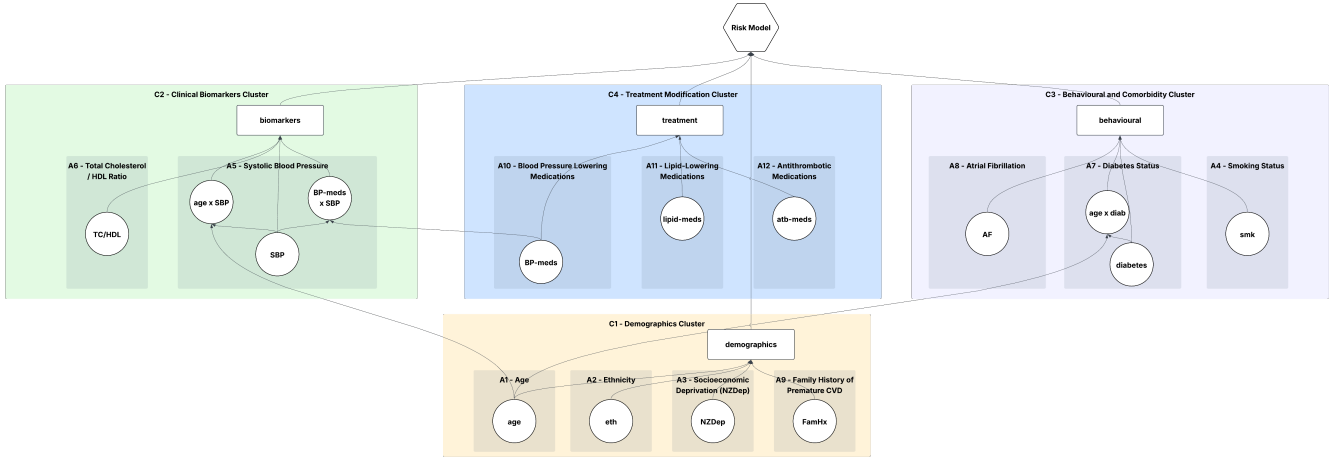 Risk Model
C2 - Clinical Biomarkers Cluster
biomarkers
A6 - Total Cholesterol
/ HDL Ratio
A5 - Systolic Blood Pressure
age x SBP
BP-meds
x SBP
TC/HDL
SBP
C4 - Treatment Modification Cluster
treatment
A10 - Blood Pressure Lowering
Medications
A11 - Lipid-Lowering
Medications
A12 - Antithrombotic
Medications
lipid-meds
atb-meds
BP-meds
C3 - Behavioural and Comorbidity Cluster
behavioural
A8 - Atrial Fibrillation
A7 - Diabetes Status
A4 - Smoking Status
age x diab
AF
smk
diabetes
C1 - Demographics Cluster
demographics
A1 - Age
A2 - Ethnicity
A3 - Socioeconomic
Deprivation (NZDep)
A9 - Family History of
Premature CVD
age
eth
NZDep
FamHx